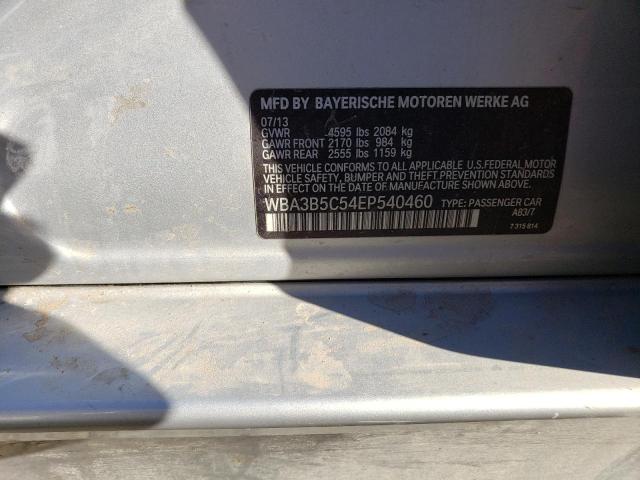 MFD BY BAYERISCHE MOTOREN WERKE AG
07/13
GVWR 4595 lbs 2084 kg
GAWR FRONT 2170 lbs 984 kg
GAWR REAR 2555 lbs 1159 kg
THIS VEHICLE CONFORMS TO ALL APPLICABLE U.S. FEDERAL MOTOR
VEHICLE SAFETY, BUMPER AND THEFT PREVENTION STANDARDS IN
EFFECT ON THE DATE OF MANUFACTURE SHOWN ABOVE.
WBA3B5C54EP540460 TYPE: PASSENGER CAR
A83/7
7 315 814